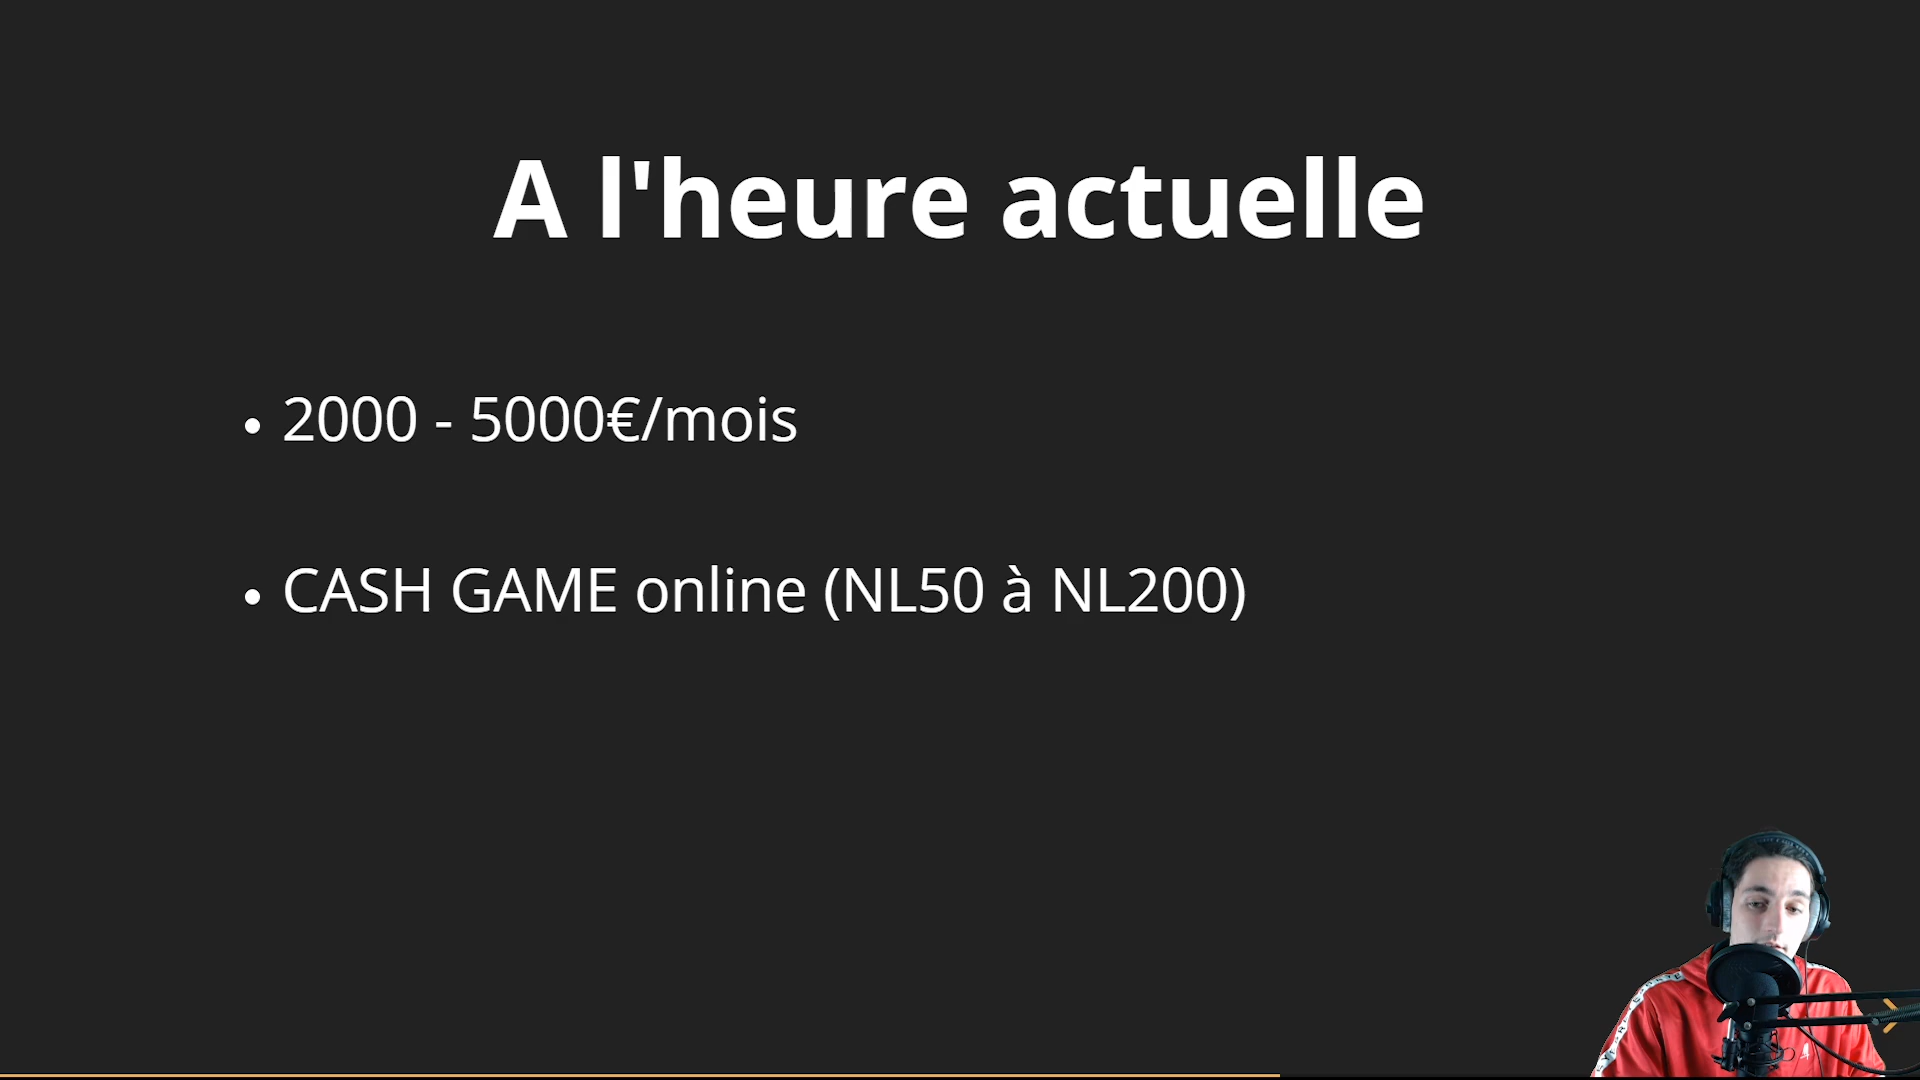 A l'heure actuelle
2000 - 5000€/mois
CASH GAME online (NL50 à NL200)